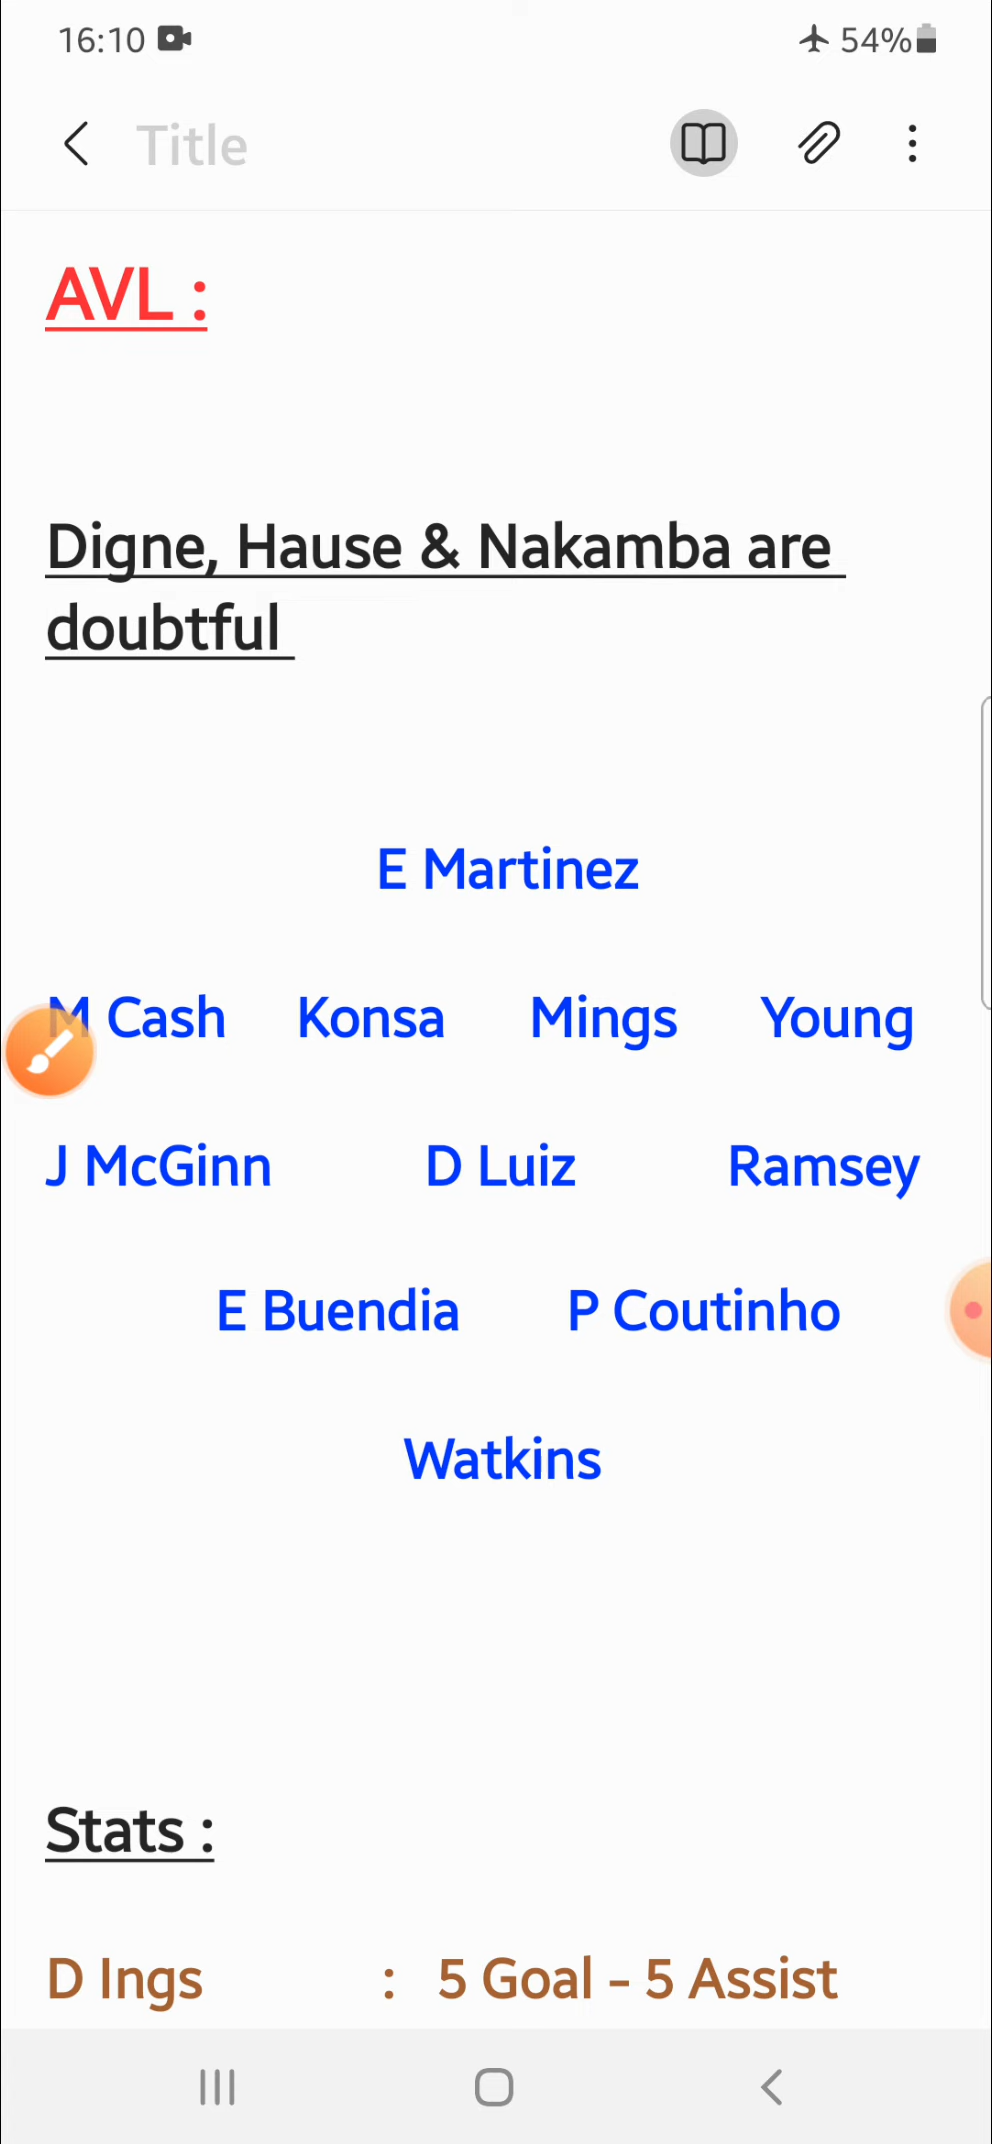 16:10 54%
Title
AVL :
Digne, Hause & Nakamba are
doubtful
E Martinez
M Cash Konsa Mings Young
J McGinn D Luiz Ramsey
E Buendia P Coutinho
Watkins
Stats :
D Ings : 5 Goal - 5 Assist